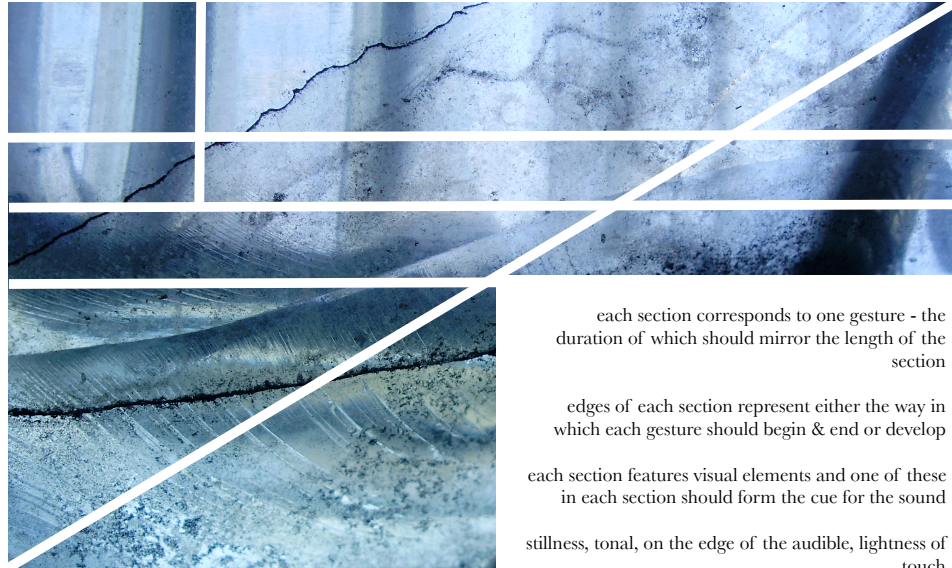 each section corresponds to one gesture - the
duration of which should mirror the length of the
section
edges of each section represent either the way in
which each gesture should begin & end or develop
each section features visual elements and one of these
in each section should form the cue for the sound
stillness, tonal, on the edge of the audible, lightness of
touch